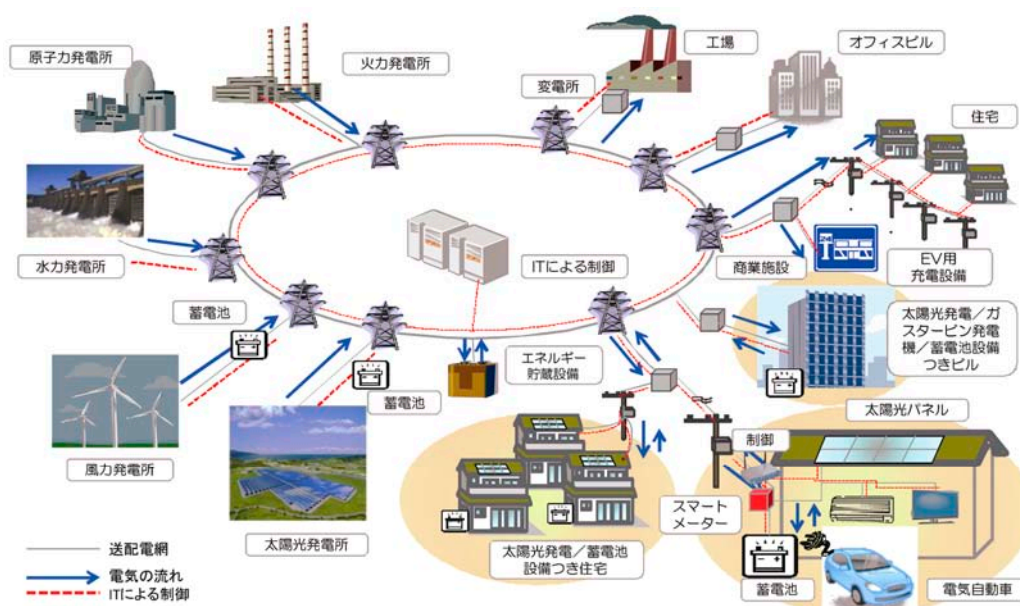 原子力発電所
火力発電所
工場
オフィスビル
変電所
住宅
水力発電所
ITによる制御
商業施設
EV用
充電設備
蓄電池
エネルギー
貯蔵設備
太陽光発電／ガ
スタービン発電
機／蓄電池設備
つきビル
蓄電池
太陽光パネル
制御
風力発電所
太陽光発電所
スマート
メーター
太陽光発電／蓄電池
設備つき住宅
蓄電池
電気自動車
送配電網
電気の流れ
ITによる制御